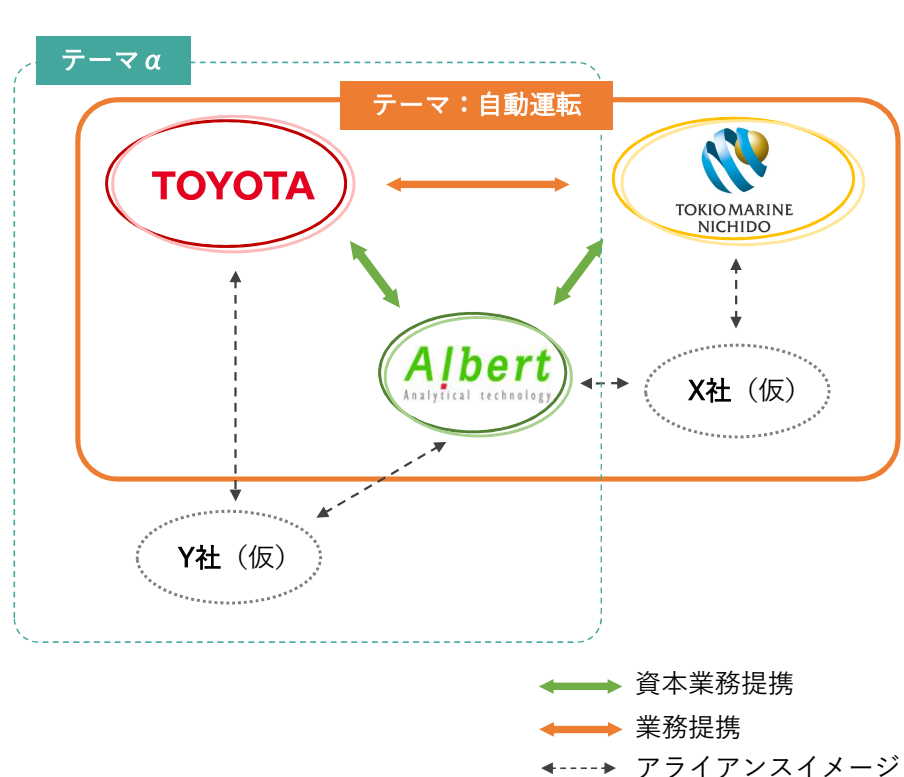 テーマα
テーマ：自動運転
TOYOTA
TOKIO MARINE
NICHIDO
Albert
Analytical technology
X社（仮）
Y社（仮）
資本業務提携
業務提携
アライアンスイメージ